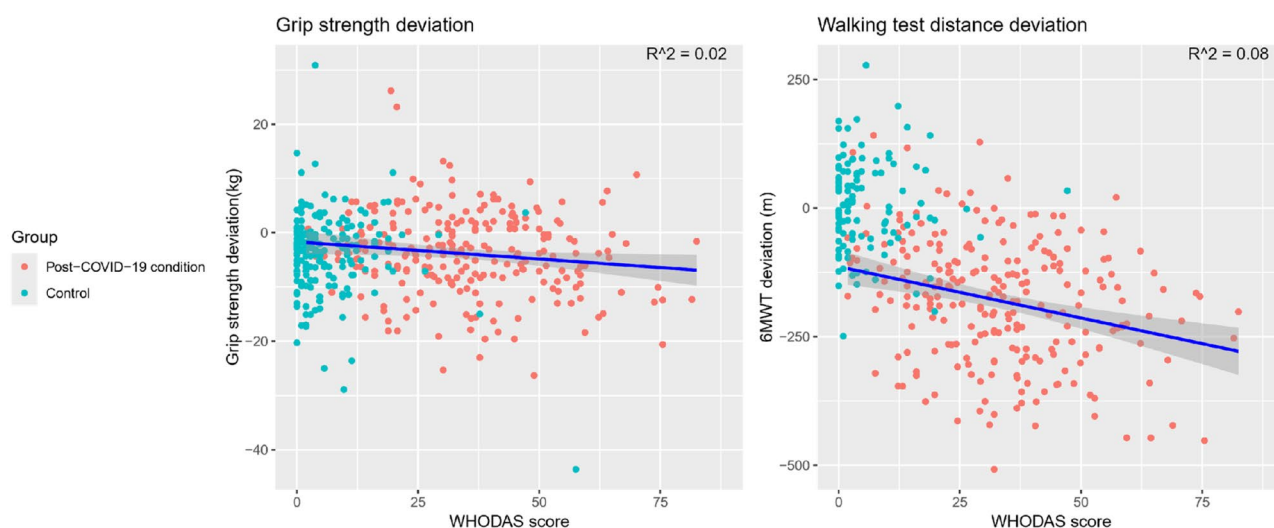 Grip strength deviation
R^2 = 0.02
20
0
−20
−40
Grip strength deviation(kg)
0
25
50
75
WHODAS score
Walking test distance deviation
R^2 = 0.08
250
0
−250
−500
6MWT deviation (m)
0
25
50
75
WHODAS score
Group
Post-COVID-19 condition
Control